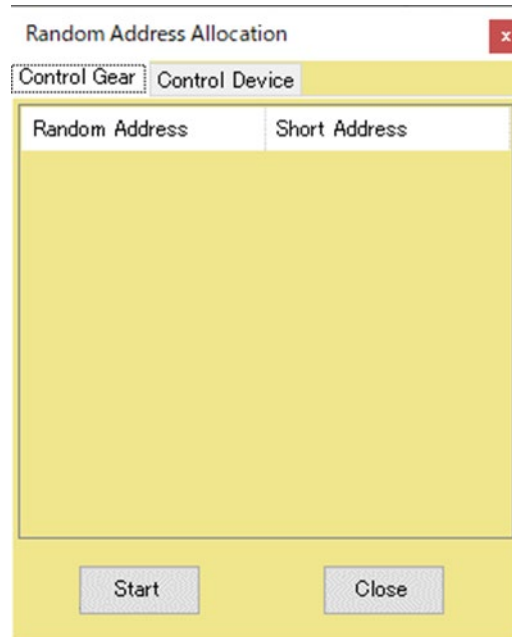 Random Address Allocation x
Control Gear Control Device
Random Address Short Address
Start Close